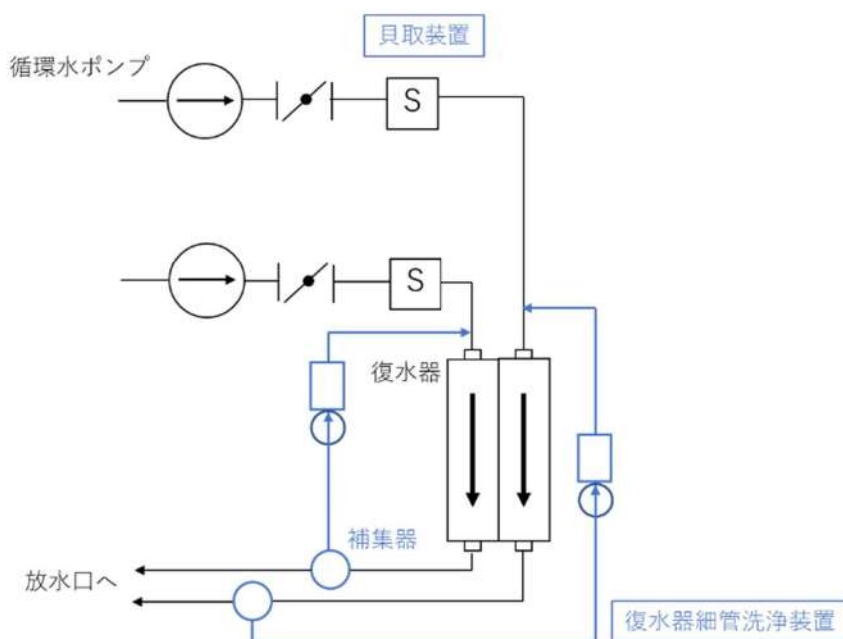 貝取装置
循環水ポンプ
S
S
復水器
補集器
放水口へ
復水器細管洗浄装置